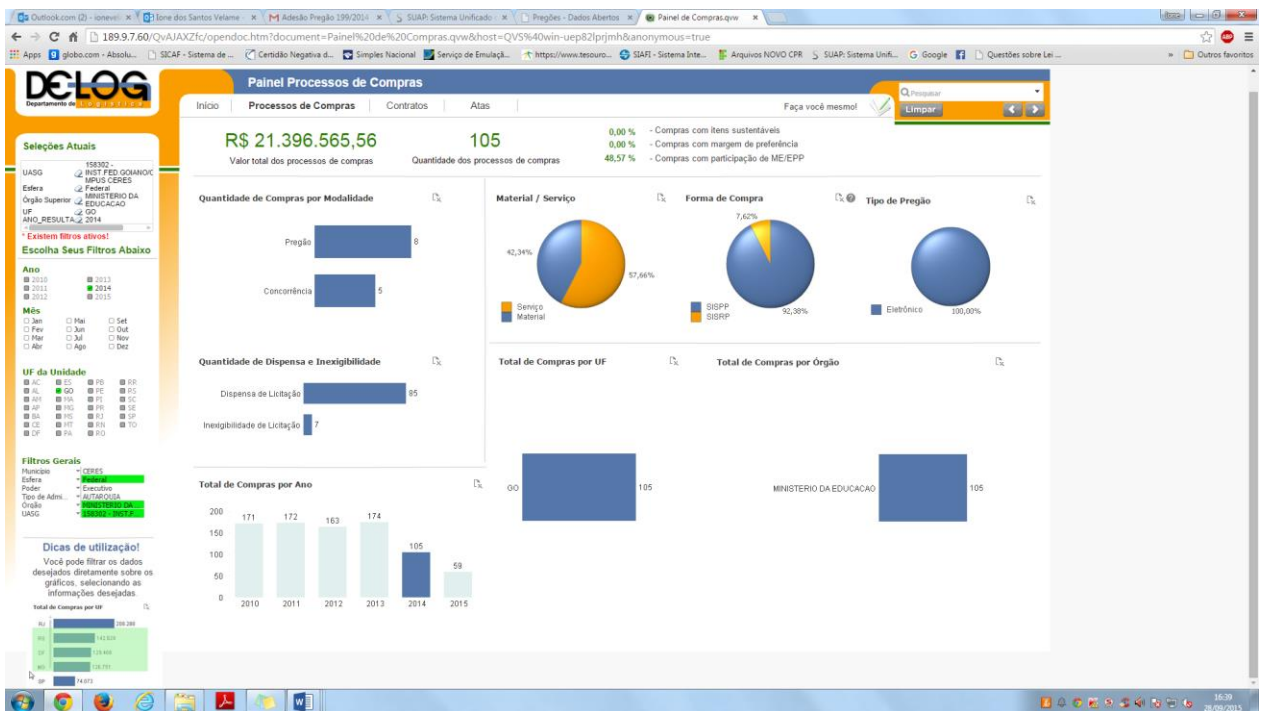 Outlook.com (2) - ionevel
Ione dos Santos Velame -
Adesão Pregão 199/2014
SUAP: Sistema Unificado
Pregões - Dados Abertos
Painel de Compras.qvw
189.9.7.60/QvAJAXZfc/opendoc.htm?document=Painel%20de%20Compras.qvw&host=QVS%40win-uep82lprjmh&anonymous=true
Apps
globo.com - Absolu...
SICAF - Sistema de ...
Certidão Negativa d...
Simples Nacional
Serviço de Emulaçã...
https://www.tesouro...
SIAFI - Sistema Inte...
Arquivos NOVO CPR
SUAP: Sistema Unifi...
Google
Questões sobre Lei ...
» Outros favoritos
DELOG
Departamento de Logística
Painel Processos de Compras
Início
Processos de Compras
Contratos
Atas
Faça você mesmo!
Pesquisar
Limpar
Seleções Atuais
UASG 158302 - INST.FED.GOIANO/C MPUS CERES
Esfera Federal
Órgão Superior MINISTERIO DA EDUCACAO
UF GO
ANO_RESULTA 2014
* Existem filtros ativos!
Escolha Seus Filtros Abaixo
Ano
2010 2013
2011 2014
2012 2015
Mês
Jan Mai Set
Fev Jun Out
Mar Jul Nov
Abr Ago Dez
UF da Unidade
AC ES PB RR
AL GO PE RS
AM MA PI SC
AP MG PR SE
BA MS RJ SP
CE MT RN TO
DF PA RO
Filtros Gerais
Município CERES
Esfera Federal
Poder Executivo
Tipo de Admi... AUTARQUIA
Órgão MINISTERIO DA
UASG 158302 - INST.F...
Dicas de utilização!
Você pode filtrar os dados
desejados diretamente sobre os
gráficos, selecionando as
informações desejadas.
Total de Compras por UF
SP 74.973
R$ 21.396.565,56
Valor total dos processos de compras
105
Quantidade dos processos de compras
0,00 % - Compras com itens sustentáveis
0,00 % - Compras com margem de preferência
48,57 % - Compras com participação de ME/EPP
Quantidade de Compras por Modalidade
Pregão 8
Concorrência 5
Material / Serviço
42,34%
57,66%
Serviço
Material
Forma de Compra
7,62%
92,38%
SISPP
SISRP
Tipo de Pregão
Eletrônico
100,00%
Quantidade de Dispensa e Inexigibilidade
Dispensa de Licitação 85
Inexigibilidade de Licitação 7
Total de Compras por UF
GO 105
Total de Compras por Órgão
MINISTERIO DA EDUCACAO 105
Total de Compras por Ano
200
150
100
50
0
171 172 163 174 105 59
2010 2011 2012 2013 2014 2015
16:39
28/09/2015